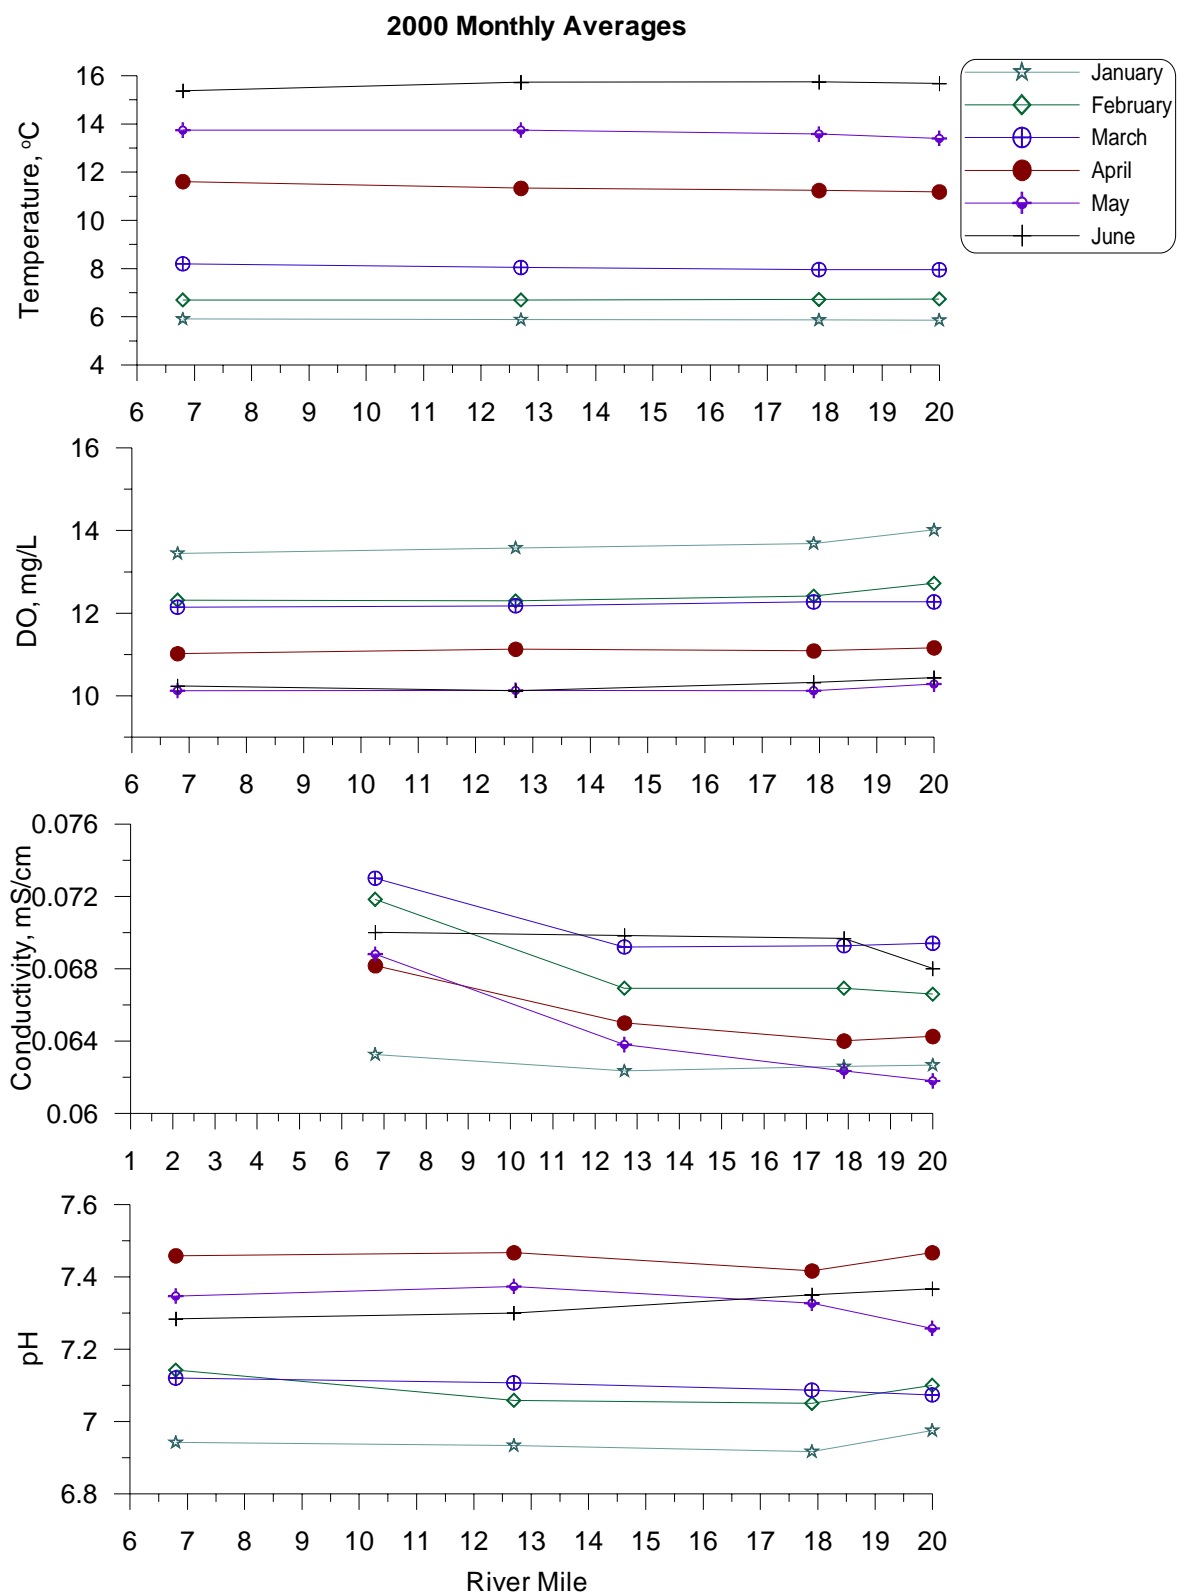 2000 Monthly Averages
January
February
March
April
May
June
Temperature, oC
16
14
12
10
8
6
4
6 7 8 9 10 11 12 13 14 15 16 17 18 19 20
DO, mg/L
16
14
12
10
6 7 8 9 10 11 12 13 14 15 16 17 18 19 20
Conductivity, mS/cm
0.076
0.072
0.068
0.064
0.06
1 2 3 4 5 6 7 8 9 10 11 12 13 14 15 16 17 18 19 20
pH
7.6
7.4
7.2
7
6.8
6 7 8 9 10 11 12 13 14 15 16 17 18 19 20
River Mile